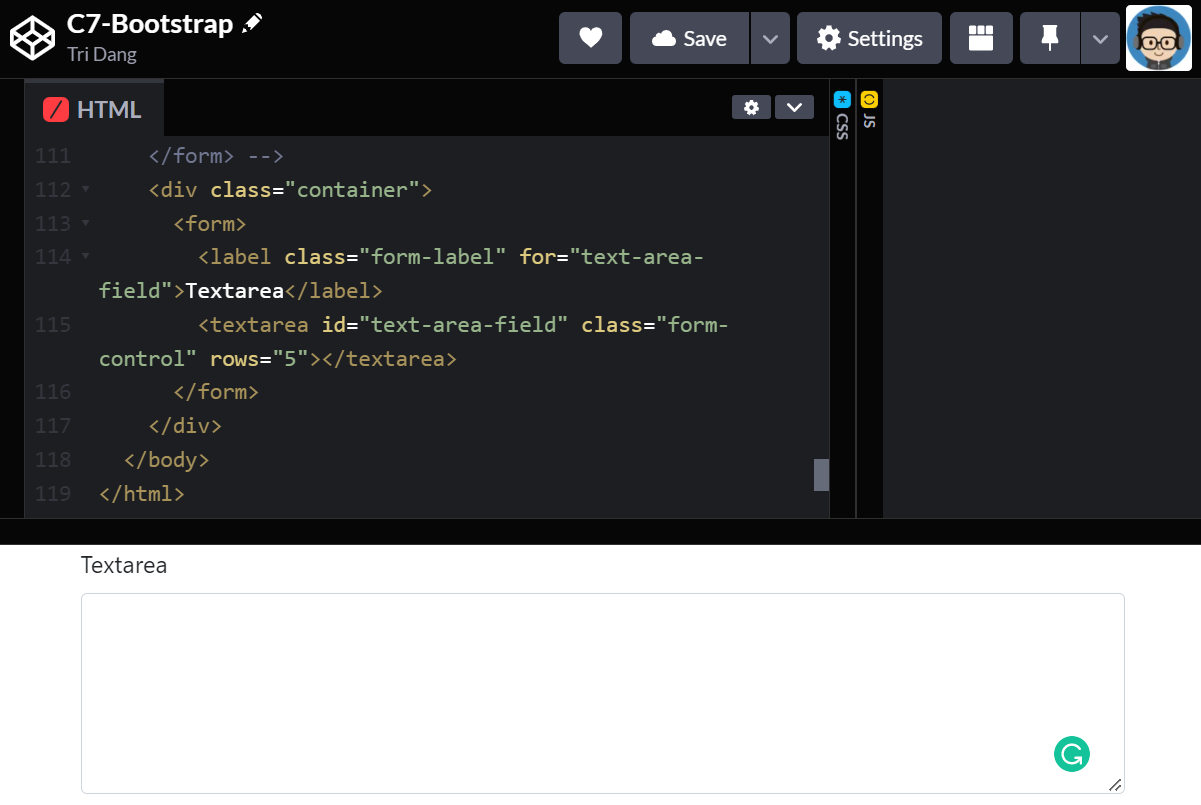 C7-Bootstrap
Tri Dang
Save
Settings
HTML
CSS
JS
111 </form> -->
112 <div class="container">
113 <form>
114 <label class="form-label" for="text-area-
field">Textarea</label>
115 <textarea id="text-area-field" class="form-
control" rows="5"></textarea>
116 </form>
117 </div>
118 </body>
119 </html>
Textarea